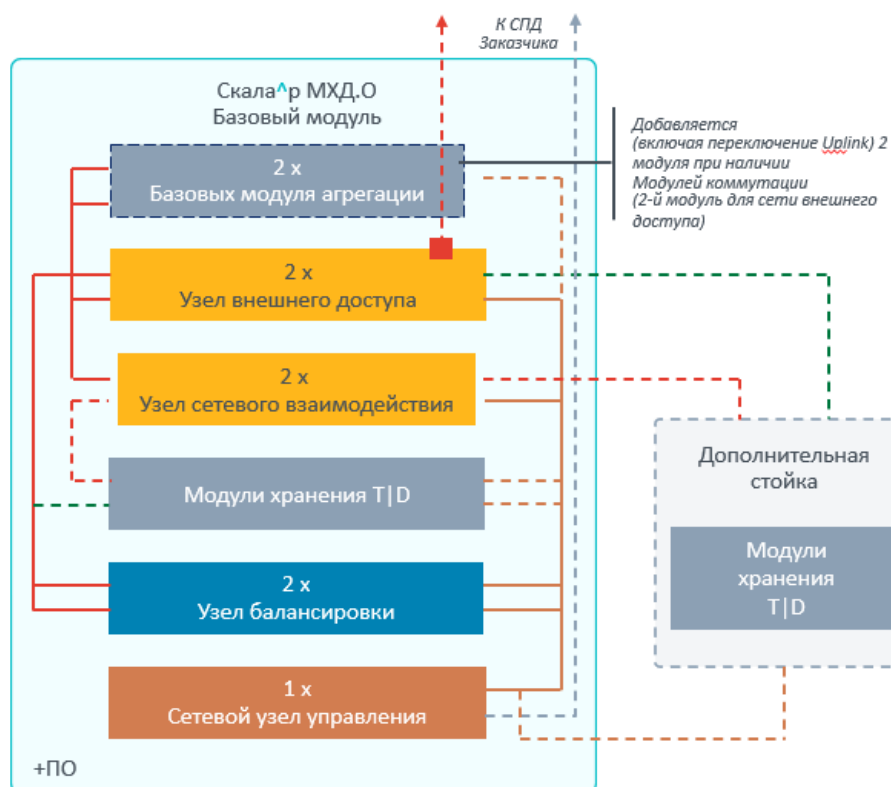 К СПД
Заказчика
Скала^р МХД.О
Базовый модуль
2 x
Базовых модуля агрегации
Добавляется
(включая переключение Uplink) 2
модуля при наличии
Модулей коммутации
(2-й модуль для сети внешнего
доступа)
2 x
Узел внешнего доступа
2 x
Узел сетевого взаимодействия
Модули хранения T|D
2 x
Узел балансировки
1 x
Сетевой узел управления
+ПО
Дополнительная
стойка
Модули
хранения
T|D